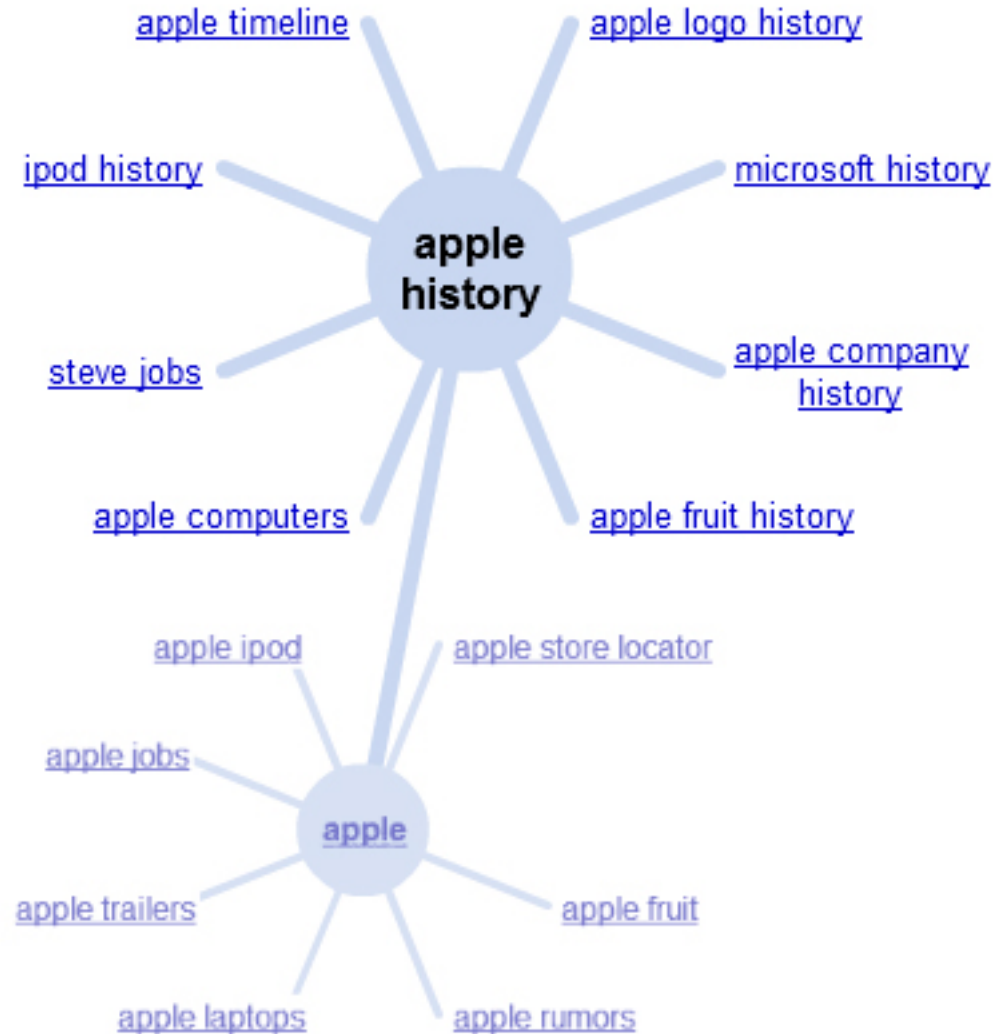 apple timeline
apple logo history
ipod history
microsoft history
apple
history
steve jobs
apple company
history
apple computers
apple fruit history
apple ipod
apple store locator
apple jobs
apple
apple trailers
apple fruit
apple laptops
apple rumors